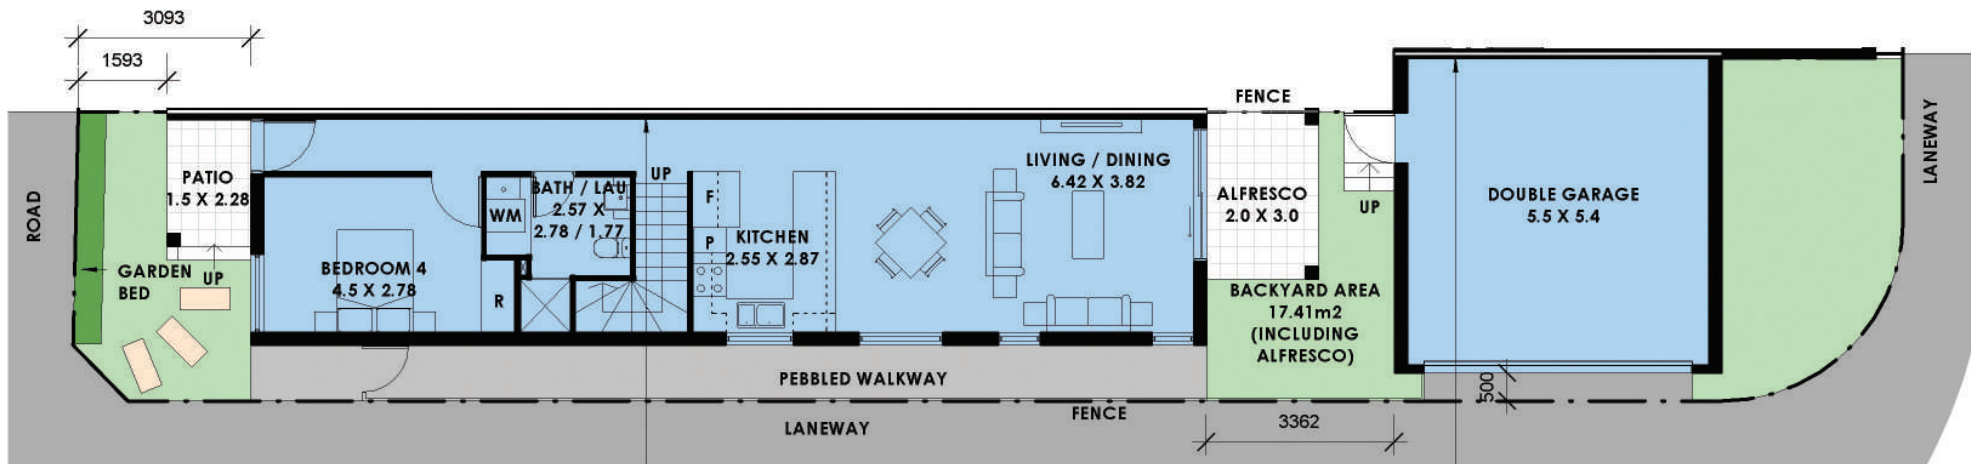 3093
1593
ROAD
PATIO
1.5 X 2.28
UP
GARDEN
BED
BEDROOM 4
4.5 X 2.78
R
WM
BATH / LAU
2.57 X
2.78 / 1.77
UP
F
P
KITCHEN
2.55 X 2.87
LIVING / DINING
6.42 X 3.82
FENCE
ALFRESCO
2.0 X 3.0
UP
BACKYARD AREA
17.41m2
(INCLUDING
ALFRESCO)
DOUBLE GARAGE
5.5 X 5.4
LANEWAY
PEBBLED WALKWAY
FENCE
LANEWAY
3362
500